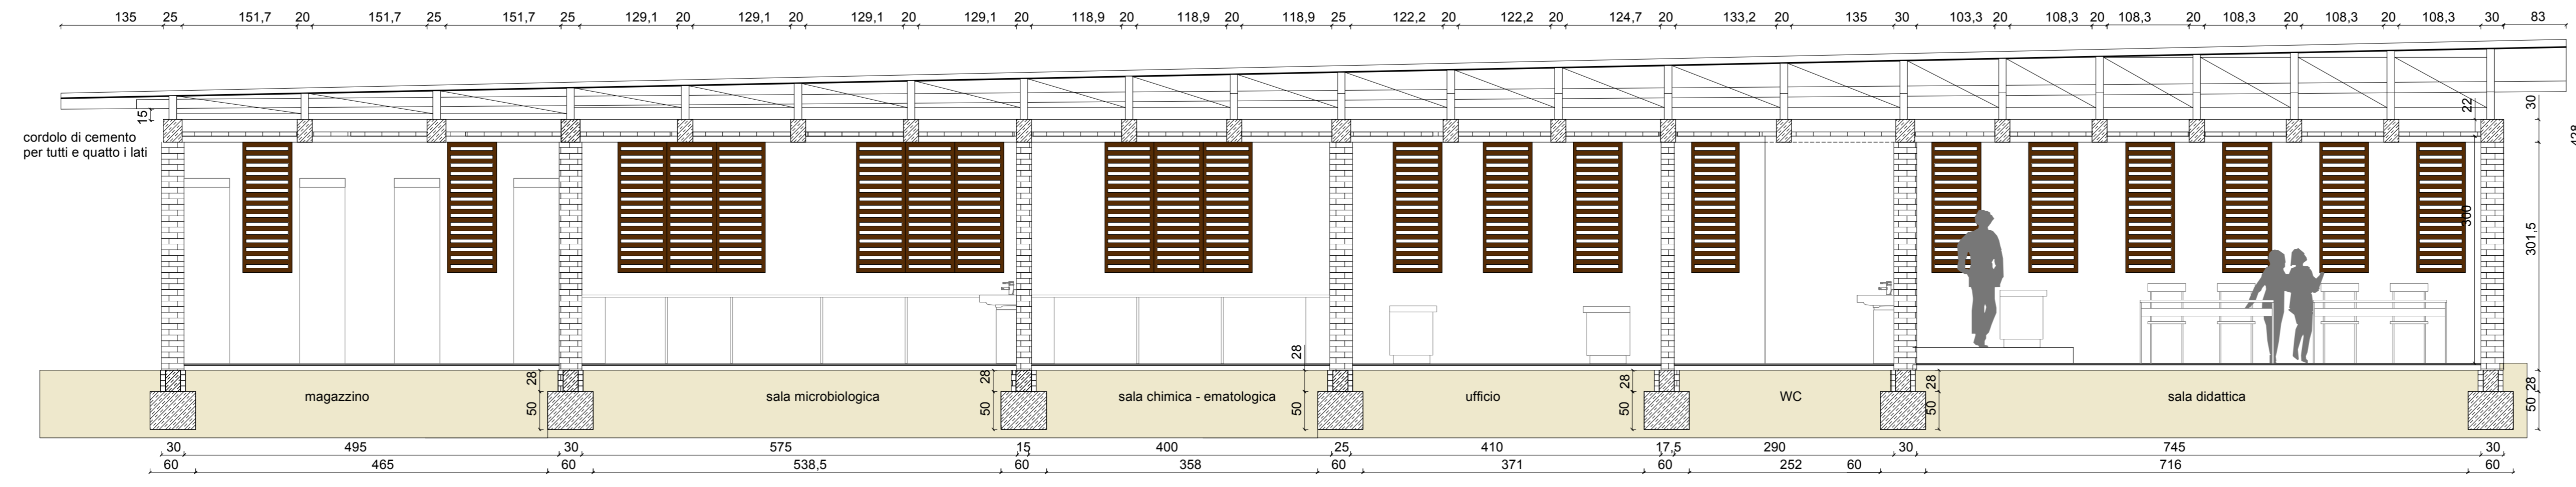 135 25 151,7 20 151,7 25 151,7 25 129,1 20 129,1 20 129,1 20 129,1 20 118,9 20 118,9 20 118,9 25 122,2 20 122,2 20 124,7 20 133,2 20 135 30 103,3 20 108,3 20 108,3 20 108,3 20 108,3 20 108,3 30 83
15
22
30
cordolo di cemento
per tutti e quatto i lati
428
300
301,5
28
28 28 28 28 28
magazzino sala microbiologica sala chimica - ematologica ufficio WC sala didattica
50 50 50 50 50 50
30 495 30 575 15 400 25 410 17,5 290 30 745 30
60 465 60 538,5 60 358 60 371 60 252 60 716 60